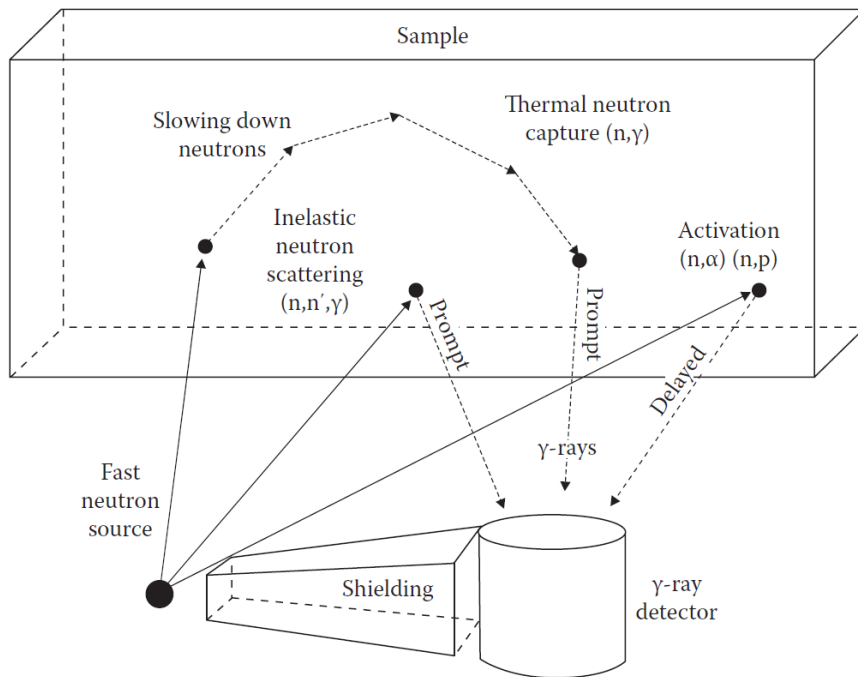 Sample
Slowing down
neutrons
Thermal neutron
capture (n,γ)
Inelastic
neutron
scattering
(n,n′,γ)
Activation
(n,α) (n,p)
Prompt
Prompt
Delayed
γ-rays
Fast
neutron
source
Shielding
γ-ray
detector